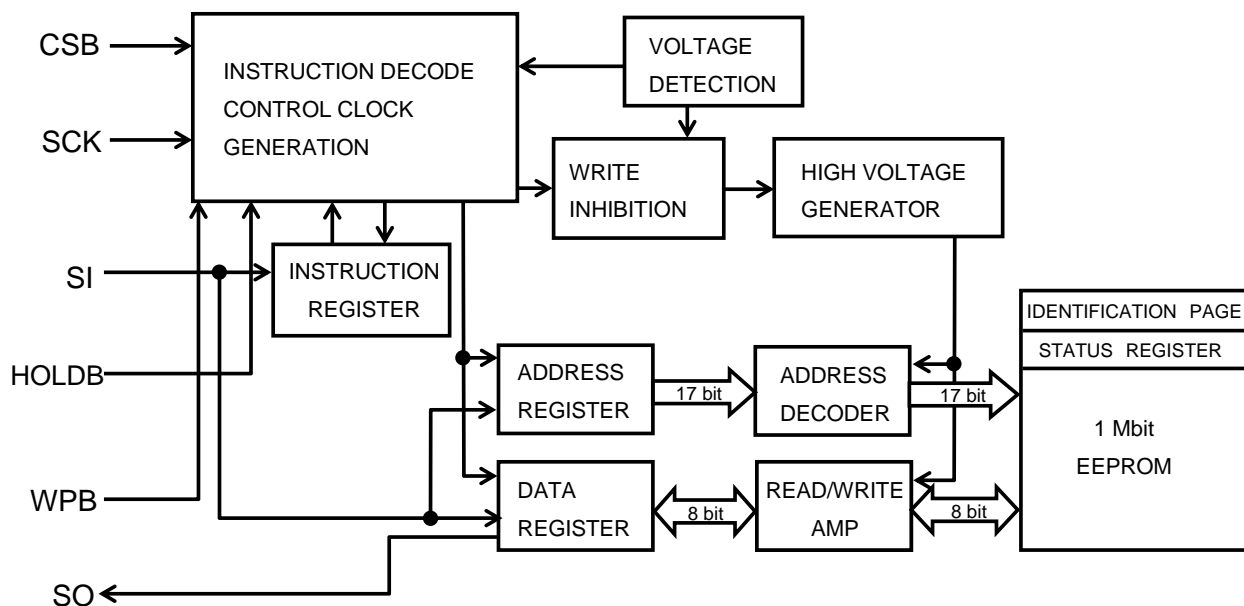 CSB
SCK
SI
HOLDB
WPB
SO
INSTRUCTION DECODE
CONTROL CLOCK
GENERATION
VOLTAGE
DETECTION
WRITE
INHIBITION
HIGH VOLTAGE
GENERATOR
INSTRUCTION
REGISTER
ADDRESS
REGISTER
17 bit
ADDRESS
DECODER
17 bit
DATA
REGISTER
8 bit
READ/WRITE
AMP
8 bit
IDENTIFICATION PAGE
STATUS REGISTER
1 Mbit
EEPROM